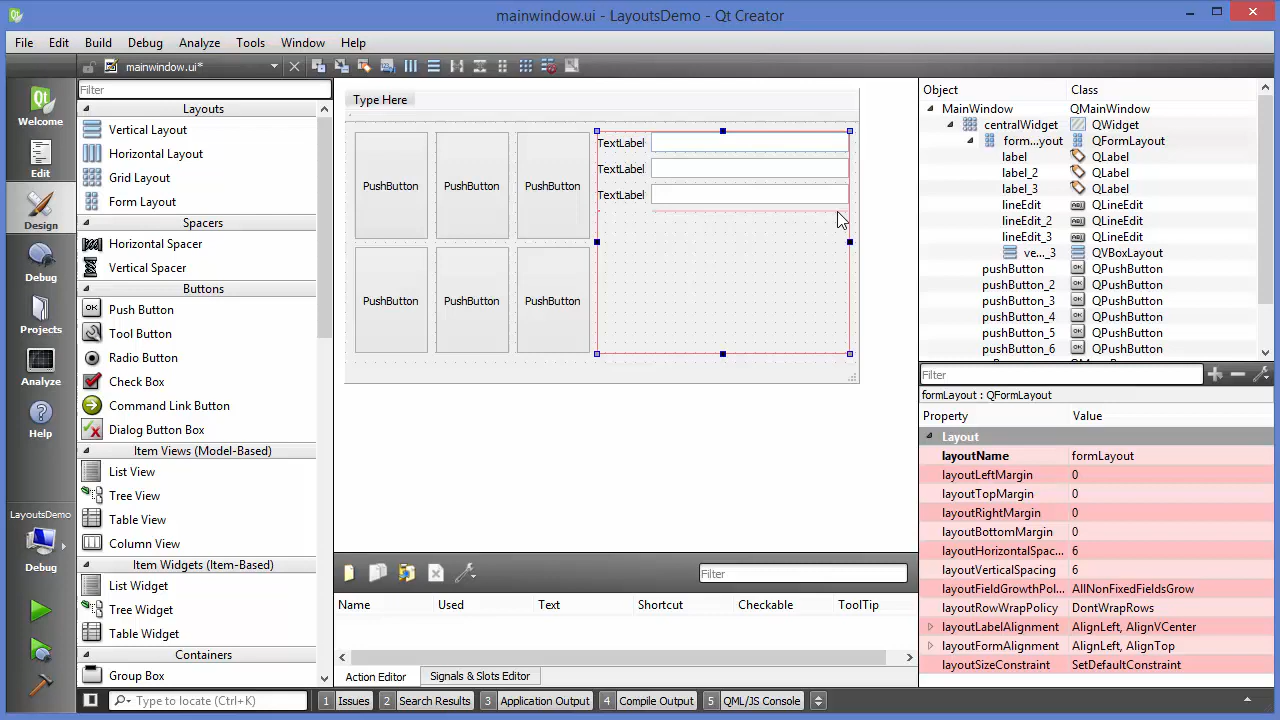 mainwindow.ui - LayoutsDemo - Qt Creator
File Edit Build Debug Analyze Tools Window Help
mainwindow.ui*
Welcome
Edit
Design
Debug
Projects
Analyze
Help
LayoutsDemo
Debug
Filter
Layouts
Vertical Layout
Horizontal Layout
Grid Layout
Form Layout
Spacers
Horizontal Spacer
Vertical Spacer
Buttons
Push Button
Tool Button
Radio Button
Check Box
Command Link Button
Dialog Button Box
Item Views (Model-Based)
List View
Tree View
Table View
Column View
Item Widgets (Item-Based)
List Widget
Tree Widget
Table Widget
Containers
Group Box
Type Here
PushButton PushButton PushButton
TextLabel
TextLabel
TextLabel
PushButton PushButton PushButton
Filter
Name Used Text Shortcut Checkable ToolTip
Action Editor Signals & Slots Editor
Object Class
MainWindow QMainWindow
centralWidget QWidget
form...yout QFormLayout
label QLabel
label_2 QLabel
label_3 QLabel
lineEdit QLineEdit
lineEdit_2 QLineEdit
lineEdit_3 QLineEdit
ve..._3 QVBoxLayout
pushButton QPushButton
pushButton_2 QPushButton
pushButton_3 QPushButton
pushButton_4 QPushButton
pushButton_5 QPushButton
pushButton_6 QPushButton
Filter
formLayout : QFormLayout
Property Value
Layout
layoutName formLayout
layoutLeftMargin 0
layoutTopMargin 0
layoutRightMargin 0
layoutBottomMargin 0
layoutHorizontalSpac... 6
layoutVerticalSpacing 6
layoutFieldGrowthPol... AllNonFixedFieldsGrow
layoutRowWrapPolicy DontWrapRows
layoutLabelAlignment AlignLeft, AlignVCenter
layoutFormAlignment AlignLeft, AlignTop
layoutSizeConstraint SetDefaultConstraint
Type to locate (Ctrl+K) 1 Issues 2 Search Results 3 Application Output 4 Compile Output 5 QML/JS Console